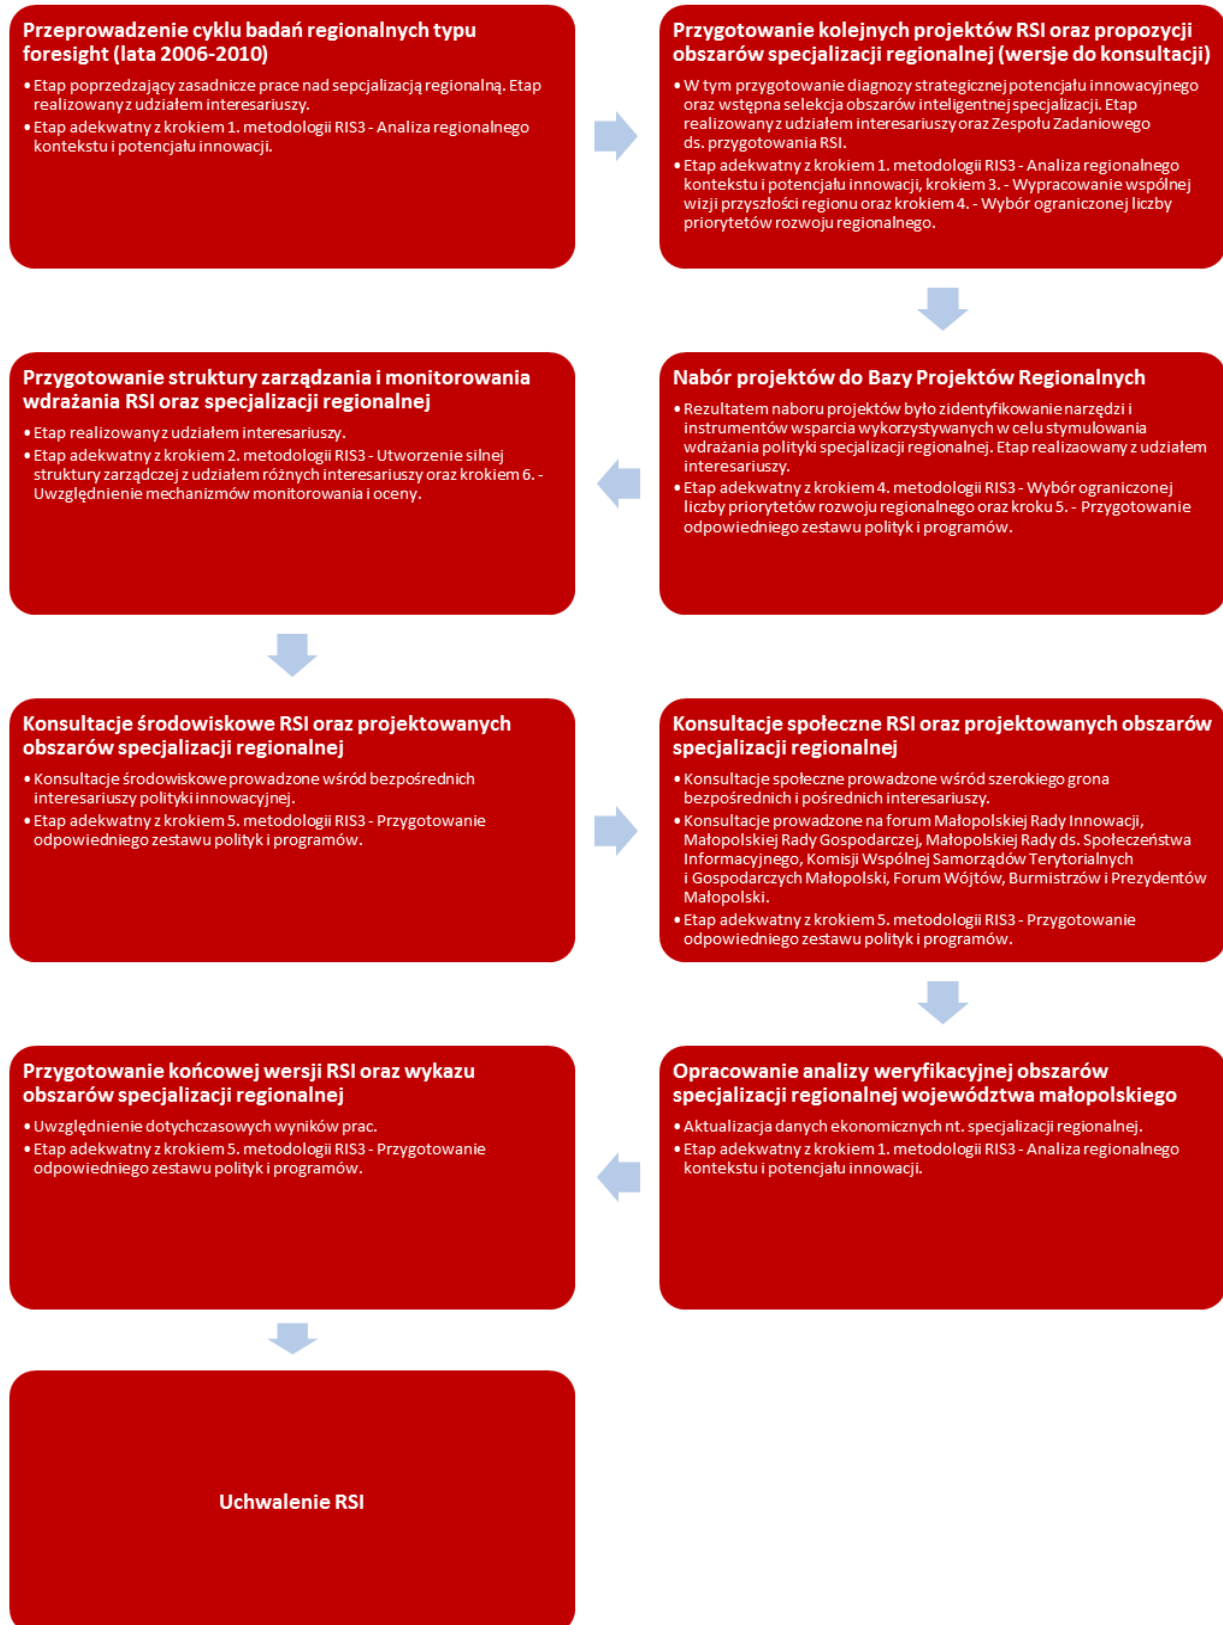 Przeprowadzenie cyklu badań regionalnych typu
foresight (lata 2006-2010)
• Etap poprzedzający zasadnicze prace nad sepcjalizacją regionalną. Etap
realizowany z udziałem interesariuszy.
• Etap adekwatny z krokiem 1. metodologii RIS3 - Analiza regionalnego
kontekstu i potencjału innowacji.
Przygotowanie kolejnych projektów RSI oraz propozycji
obszarów specjalizacji regionalnej (wersje do konsultacji)
• W tym przygotowanie diagnozy strategicznej potencjału innowacyjnego
oraz wstępna selekcja obszarów inteligentnej specjalizacji. Etap
realizowany z udziałem interesariuszy oraz Zespołu Zadaniowego
ds. przygotowania RSI.
• Etap adekwatny z krokiem 1. metodologii RIS3 - Analiza regionalnego
kontekstu i potencjału innowacji, krokiem 3. - Wypracowanie wspólnej
wizji przyszłości regionu oraz krokiem 4. - Wybór ograniczonej liczby
priorytetów rozwoju regionalnego.
Nabór projektów do Bazy Projektów Regionalnych
• Rezultatem naboru projektów było zidentyfikowanie narzędzi i
instrumentów wsparcia wykorzystywanych w celu stymulowania
wdrażania polityki specjalizacji regionalnej. Etap realizaowany z udziałem
interesariuszy.
• Etap adekwatny z krokiem 4. metodologii RIS3 - Wybór ograniczonej
liczby priorytetów rozwoju regionalnego oraz kroku 5. - Przygotowanie
odpowiedniego zestawu polityk i programów.
Przygotowanie struktury zarządzania i monitorowania
wdrażania RSI oraz specjalizacji regionalnej
• Etap realizowany z udziałem interesariuszy.
• Etap adekwatny z krokiem 2. metodologii RIS3 - Utworzenie silnej
struktury zarządczej z udziałem różnych interesariuszy oraz krokiem 6. -
Uwzględnienie mechanizmów monitorowania i oceny.
Konsultacje środowiskowe RSI oraz projektowanych
obszarów specjalizacji regionalnej
• Konsultacje środowiskowe prowadzone wśród bezpośrednich
interesariuszy polityki innowacyjnej.
• Etap adekwatny z krokiem 5. metodologii RIS3 - Przygotowanie
odpowiedniego zestawu polityk i programów.
Konsultacje społeczne RSI oraz projektowanych obszarów
specjalizacji regionalnej
• Konsultacje społeczne prowadzone wśród szerokiego grona
bezpośrednich i pośrednich interesariuszy.
• Konsultacje prowadzone na forum Małopolskiej Rady Innowacji,
Małopolskiej Rady Gospodarczej, Małopolskiej Rady ds. Społeczeństwa
Informacyjnego, Komisji Wspólnej Samorządów Terytorialnych
i Gospodarczych Małopolski, Forum Wójtów, Burmistrzów i Prezydentów
Małopolski.
• Etap adekwatny z krokiem 5. metodologii RIS3 - Przygotowanie
odpowiedniego zestawu polityk i programów.
Opracowanie analizy weryfikacyjnej obszarów
specjalizacji regionalnej województwa małopolskiego
• Aktualizacja danych ekonomicznych nt. specjalizacji regionalnej.
• Etap adekwatny z krokiem 1. metodologii RIS3 - Analiza regionalnego
kontekstu i potencjału innowacji.
Przygotowanie końcowej wersji RSI oraz wykazu
obszarów specjalizacji regionalnej
• Uwzględnienie dotychczasowych wyników prac.
• Etap adekwatny z krokiem 5. metodologii RIS3 - Przygotowanie
odpowiedniego zestawu polityk i programów.
Uchwalenie RSI